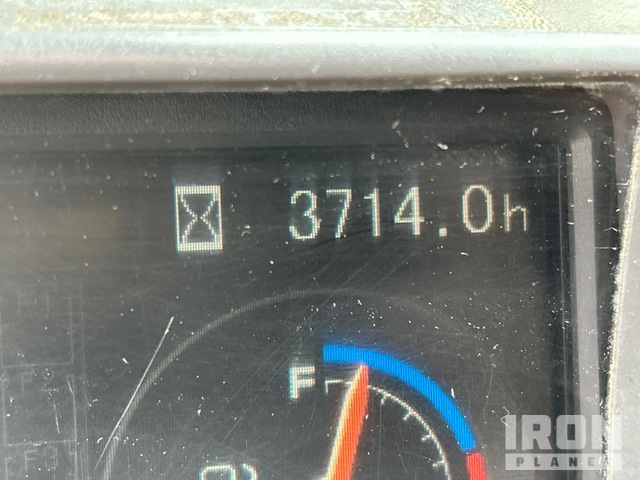 3714.0h
F
IRON
PLANET